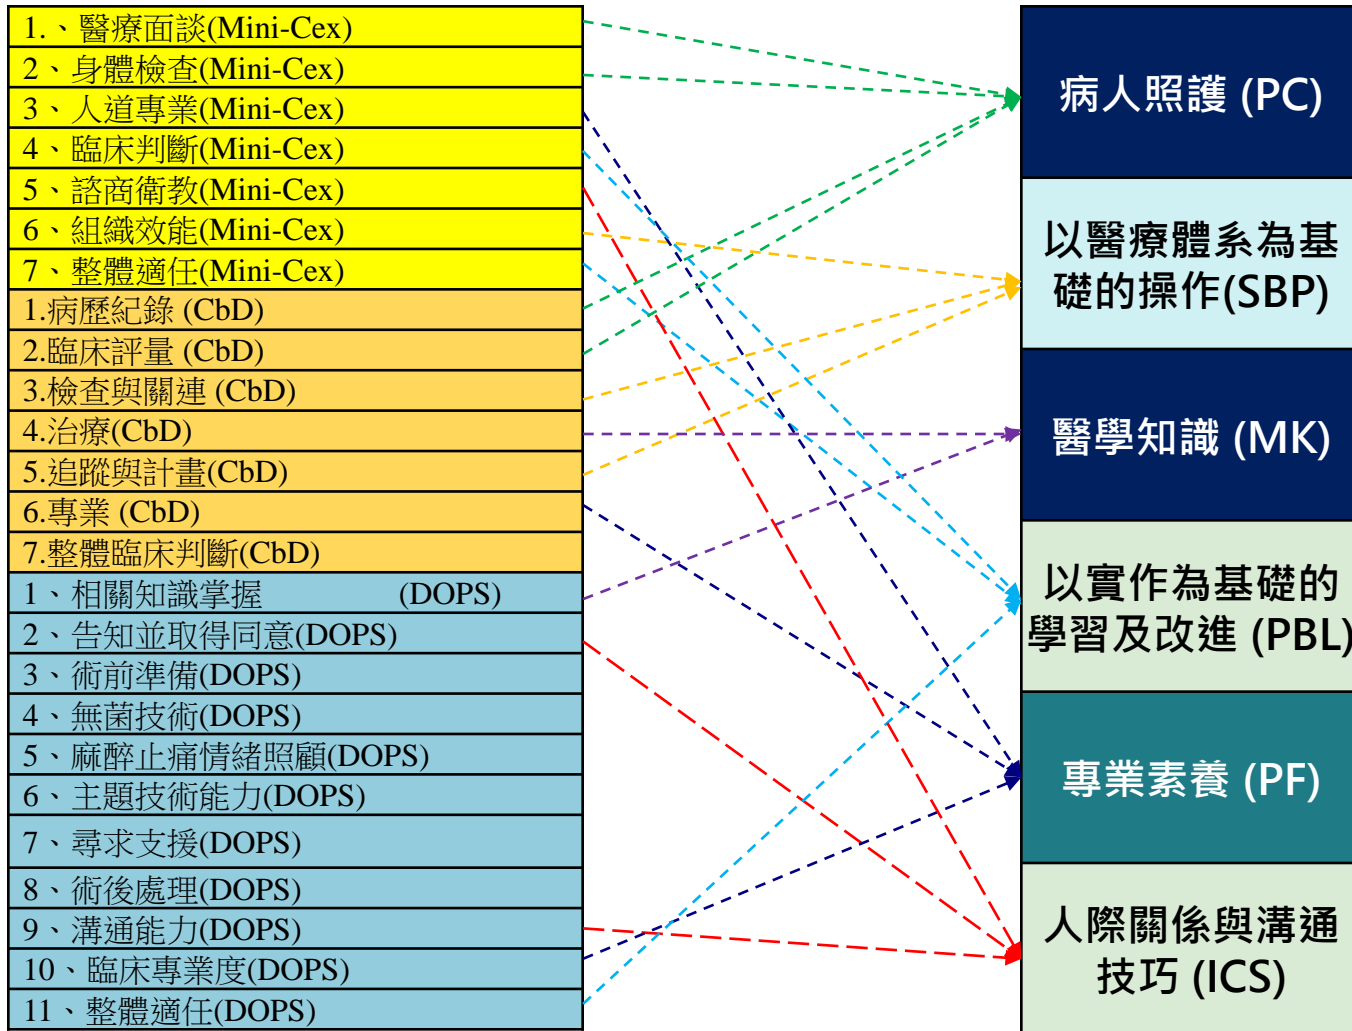 1.、醫療面談(Mini-Cex)
2、身體檢查(Mini-Cex)
3、人道專業(Mini-Cex)
4、臨床判斷(Mini-Cex)
5、諮商衛教(Mini-Cex)
6、組織效能(Mini-Cex)
7、整體適任(Mini-Cex)
1.病歷紀錄 (CbD)
2.臨床評量 (CbD)
3.檢查與關連 (CbD)
4.治療(CbD)
5.追蹤與計畫(CbD)
6.專業 (CbD)
7.整體臨床判斷(CbD)
1、相關知識掌握 (DOPS)
2、告知並取得同意(DOPS)
3、術前準備(DOPS)
4、無菌技術(DOPS)
5、麻醉止痛情緒照顧(DOPS)
6、主題技術能力(DOPS)
7、尋求支援(DOPS)
8、術後處理(DOPS)
9、溝通能力(DOPS)
10、臨床專業度(DOPS)
11、整體適任(DOPS)
病人照護 (PC)
以醫療體系為基
礎的操作(SBP)
醫學知識 (MK)
以實作為基礎的
學習及改進 (PBL)
專業素養 (PF)
人際關係與溝通
技巧 (ICS)